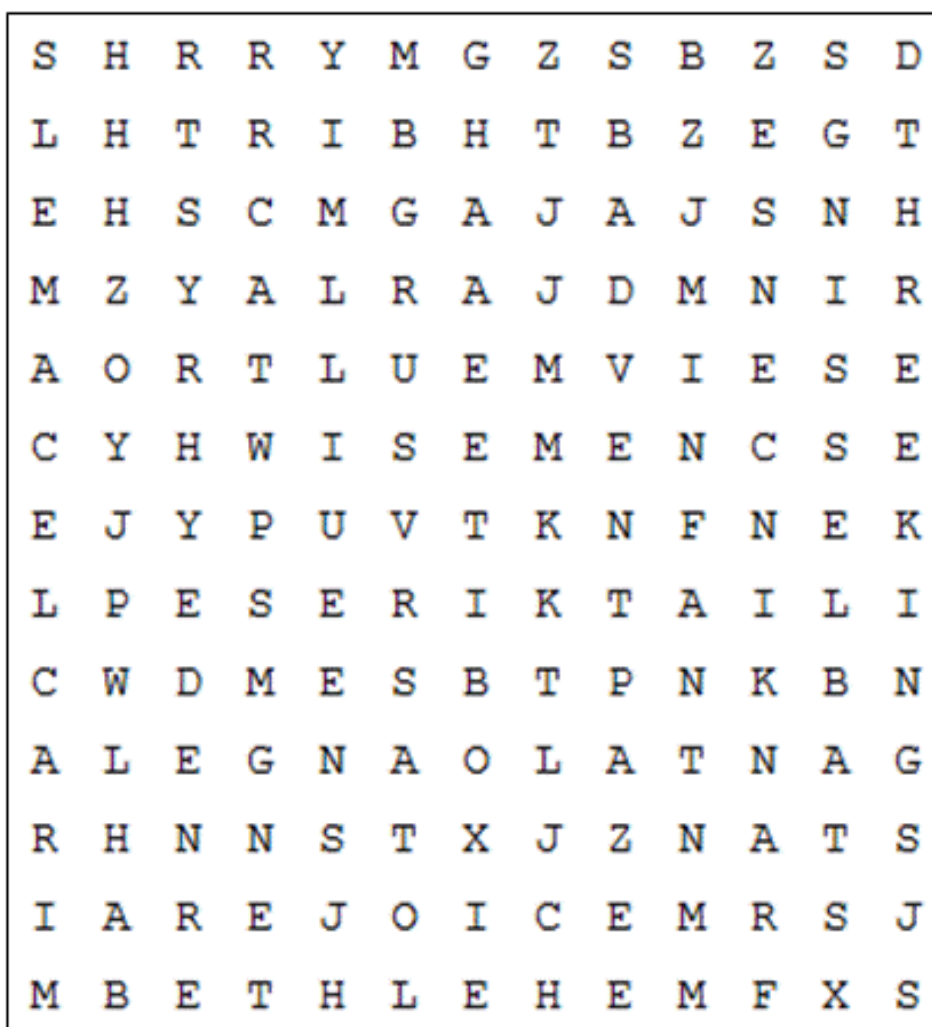 S H R R Y M G Z S B Z S D
L H T R I B H T B Z E G T
E H S C M G A J A J S N H
M Z Y A L R A J D M N I R
A O R T L U E M V I E S E
C Y H W I S E M E N C S E
E J Y P U V T K N F N E K
L P E S E R I K T A I L I
C W D M E S B T P N K B N
A L E G N A O L A T N A G
R H N N S T X J Z N A T S
I A R E J O I C E M R S J
M B E T H L E H E M F X S